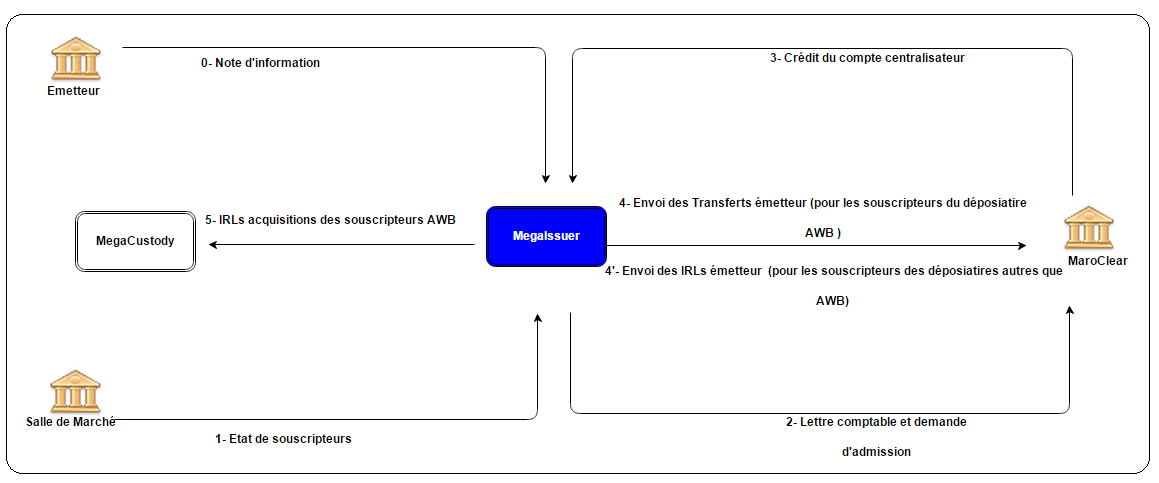 0- Note d'information
3- Crédit du compte centralisateur
Emetteur
4- Envoi des Transferts émetteur (pour les souscripteurs du déposiatire
AWB )
5- IRLs acquisitions des souscripteurs AWB
MegaCustody
MegaIssuer
MaroClear
4'- Envoi des IRLs émetteur (pour les souscripteurs des déposiatires autres que
AWB)
Salle de Marché
1- Etat de souscripteurs
2- Lettre comptable et demande
d'admission